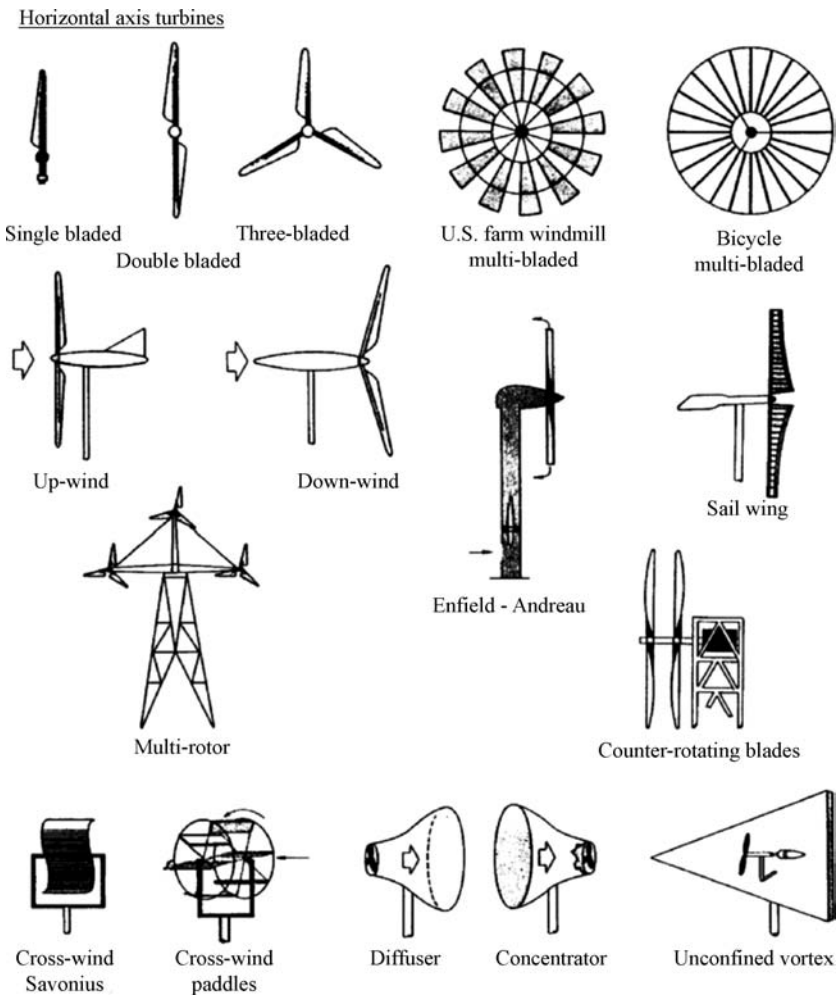 Horizontal axis turbines
Single bladed
Double bladed
Three-bladed
U.S. farm windmill
multi-bladed
Bicycle
multi-bladed
Up-wind
Down-wind
Enfield - Andreau
Sail wing
Multi-rotor
Counter-rotating blades
Cross-wind
Savonius
Cross-wind
paddles
Diffuser
Concentrator
Unconfined vortex